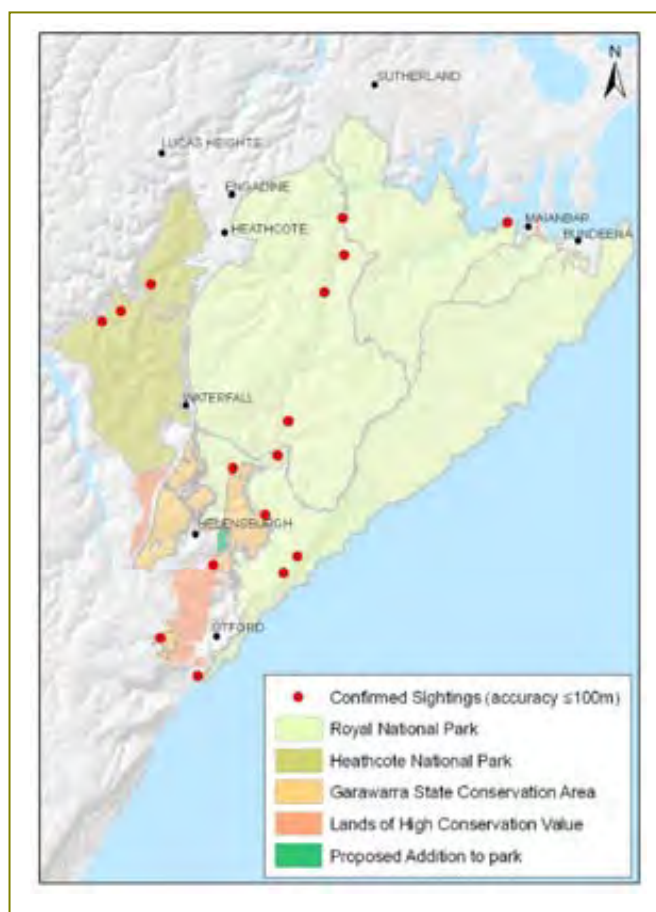 N
SUTHERLAND
LUCAS HEIGHTS
ENGADINE
HEATHCOTE
MAIANBAR
BUNDEENA
WATERFALL
HELENSBURGH
OTFORD
Confirmed Sightings (accuracy ≤100m)
Royal National Park
Heathcote National Park
Garawarra State Conservation Area
Lands of High Conservation Value
Proposed Addition to park